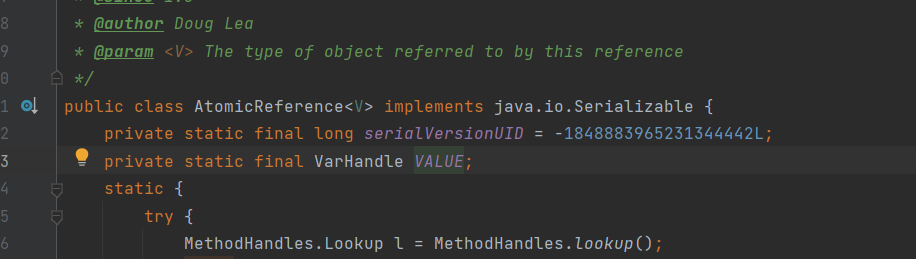 8 * @author Doug Lea
9 * @param <V> The type of object referred to by this reference
0 */
1 public class AtomicReference<V> implements java.io.Serializable {
2 private static final long serialVersionUID = -1848883965231344442L;
3 private static final VarHandle VALUE;
4 static {
5 try {
6 MethodHandles.Lookup l = MethodHandles.lookup();